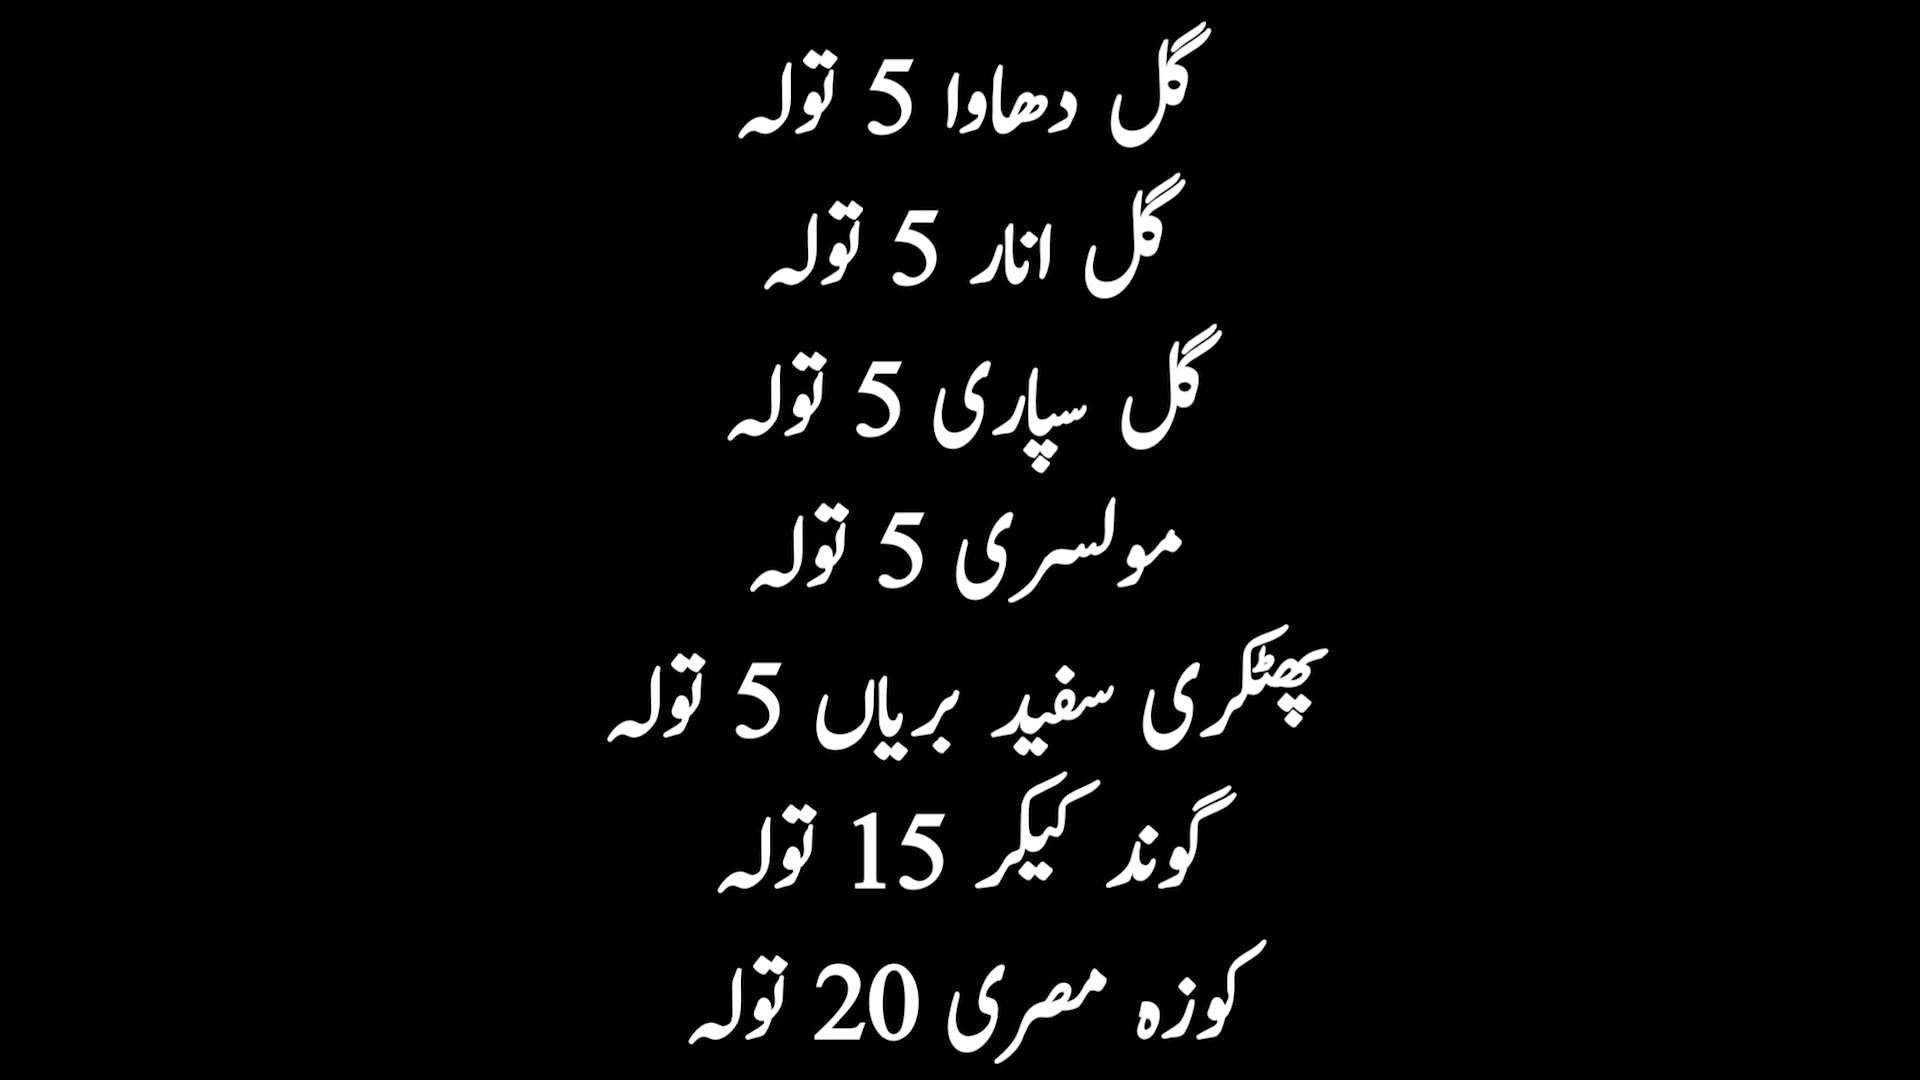 گل دھاوا 5 تولہ
گل انار 5 تولہ
گل سپاری 5 تولہ
مولسری 5 تولہ
پھٹکری سفید بریاں 5 تولہ
گوند کیکر 15 تولہ
کوزہ مصری 20 تولہ